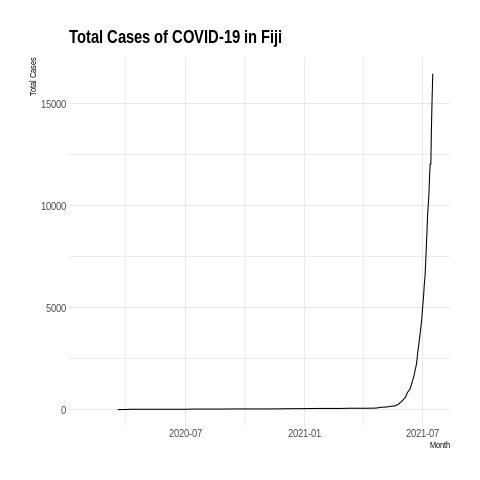 Total Cases of COVID-19 in Fiji
Total Cases
15000
10000
5000
0
2020-07
2021-01
2021-07
Month